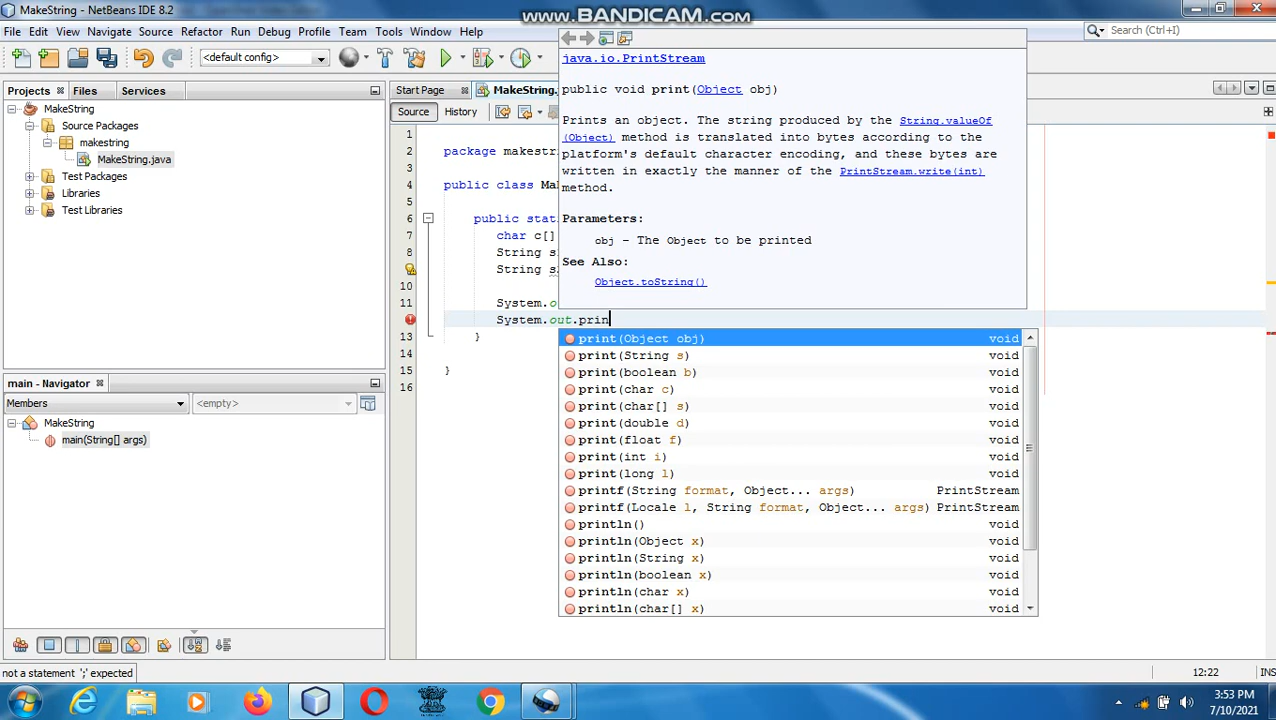 MakeString - NetBeans IDE 8.2
www.BANDICAM.com
File Edit View Navigate Source Refactor Run Debug Profile Team Tools Window Help
Search (Ctrl+I)
<default config>
Projects Files Services
MakeString
Source Packages
makestring
MakeString.java
Test Packages
Libraries
Test Libraries
main - Navigator
Members
<empty>
MakeString
main(String[] args)
Start Page MakeString.
Source History
1
2 package makestr
3
4 public class Ma
5
6 public stat
7 char c[]
8 String s
9 String s
10
11 System.o
12 System.out.prin
13 }
14
15 }
16
java.io.PrintStream
public void print(Object obj)
Prints an object. The string produced by the String.valueOf
(Object) method is translated into bytes according to the
platform's default character encoding, and these bytes are
written in exactly the manner of the PrintStream.write(int)
method.
Parameters:
obj - The Object to be printed
See Also:
Object.toString()
print(Object obj) void
print(String s) void
print(boolean b) void
print(char c) void
print(char[] s) void
print(double d) void
print(float f) void
print(int i) void
print(long l) void
printf(String format, Object... args) PrintStream
printf(Locale l, String format, Object... args) PrintStream
println() void
println(Object x) void
println(String x) void
println(boolean x) void
println(char x) void
println(char[] x) void
not a statement ';' expected
12:22 INS
3:53 PM
7/10/2021